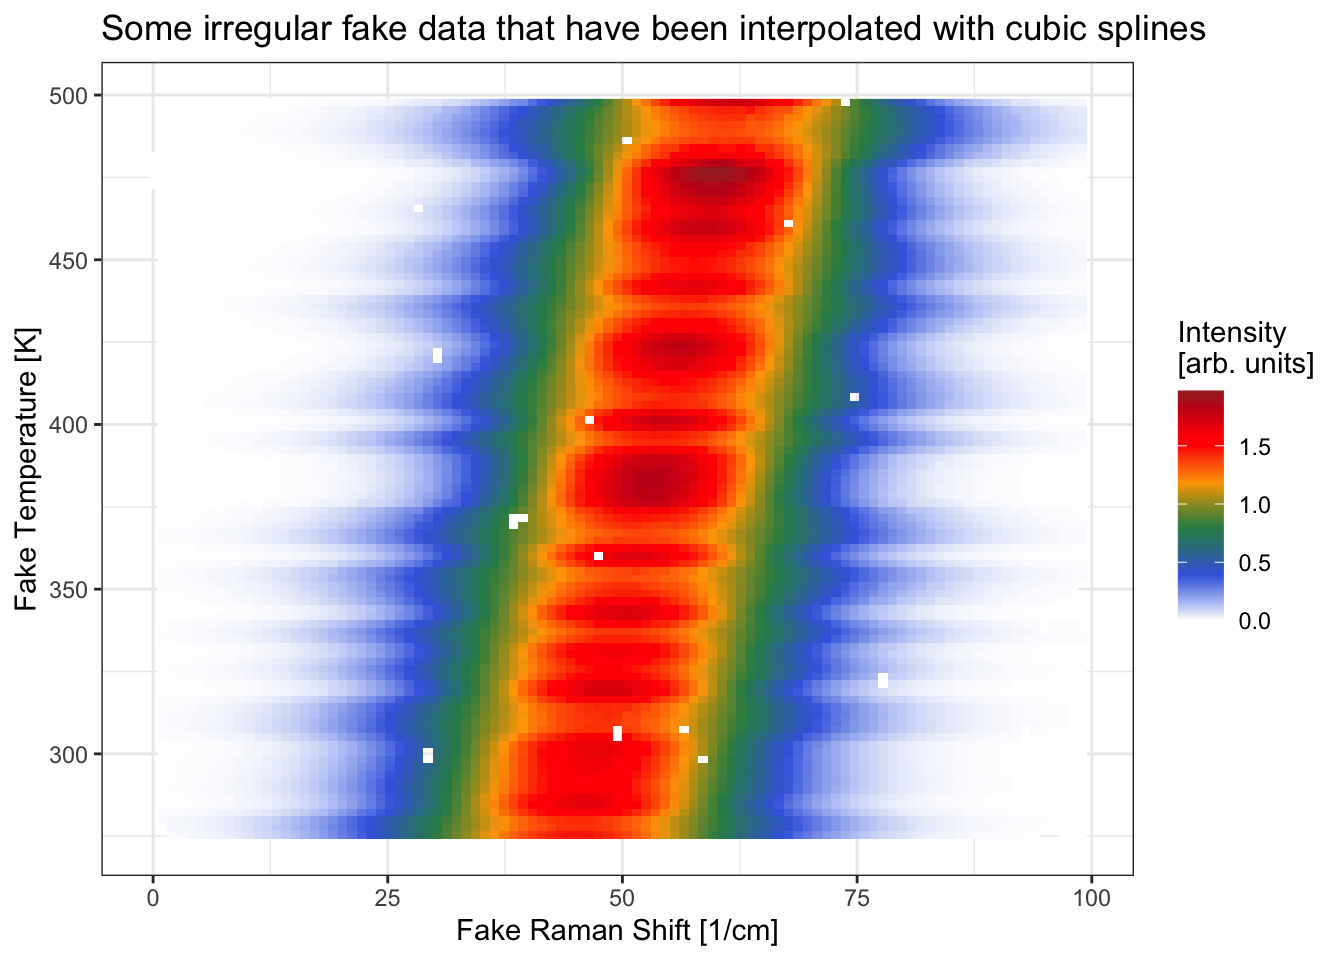 Some irregular fake data that have been interpolated with cubic splines
500
450
400
350
300
Fake Temperature [K]
0
25
50
75
100
Fake Raman Shift [1/cm]
Intensity
[arb. units]
1.5
1.0
0.5
0.0